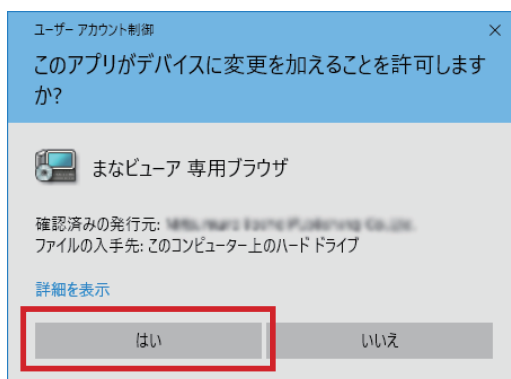 ユーザー アカウント制御
このアプリがデバイスに変更を加えることを許可します
か?
まなビューア 専用ブラウザ
確認済みの発行元:
ファイルの入手先: このコンピューター上のハード ドライブ
詳細を表示
はい
いいえ